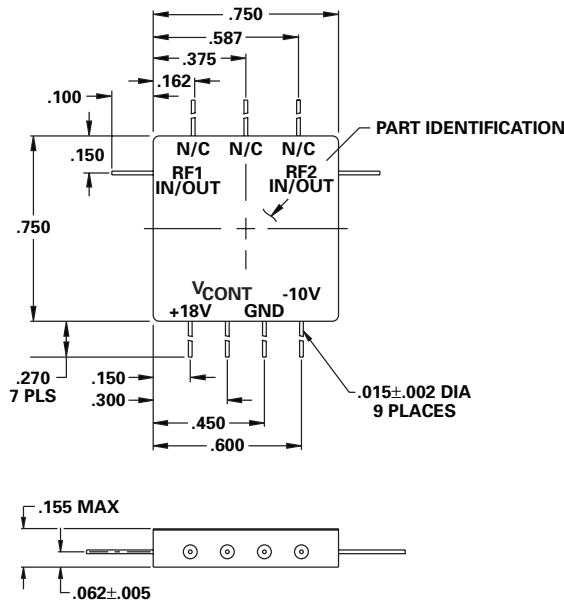 .750
.587
.375
.162
.100
PART IDENTIFICATION
N/C N/C N/C
.150
RF1
IN/OUT
RF2
IN/OUT
.750
VCONT
-10V
+18V
GND
.270
7 PLS
.150
.300
.015±.002 DIA
9 PLACES
.450
.600
.155 MAX
.062±.005